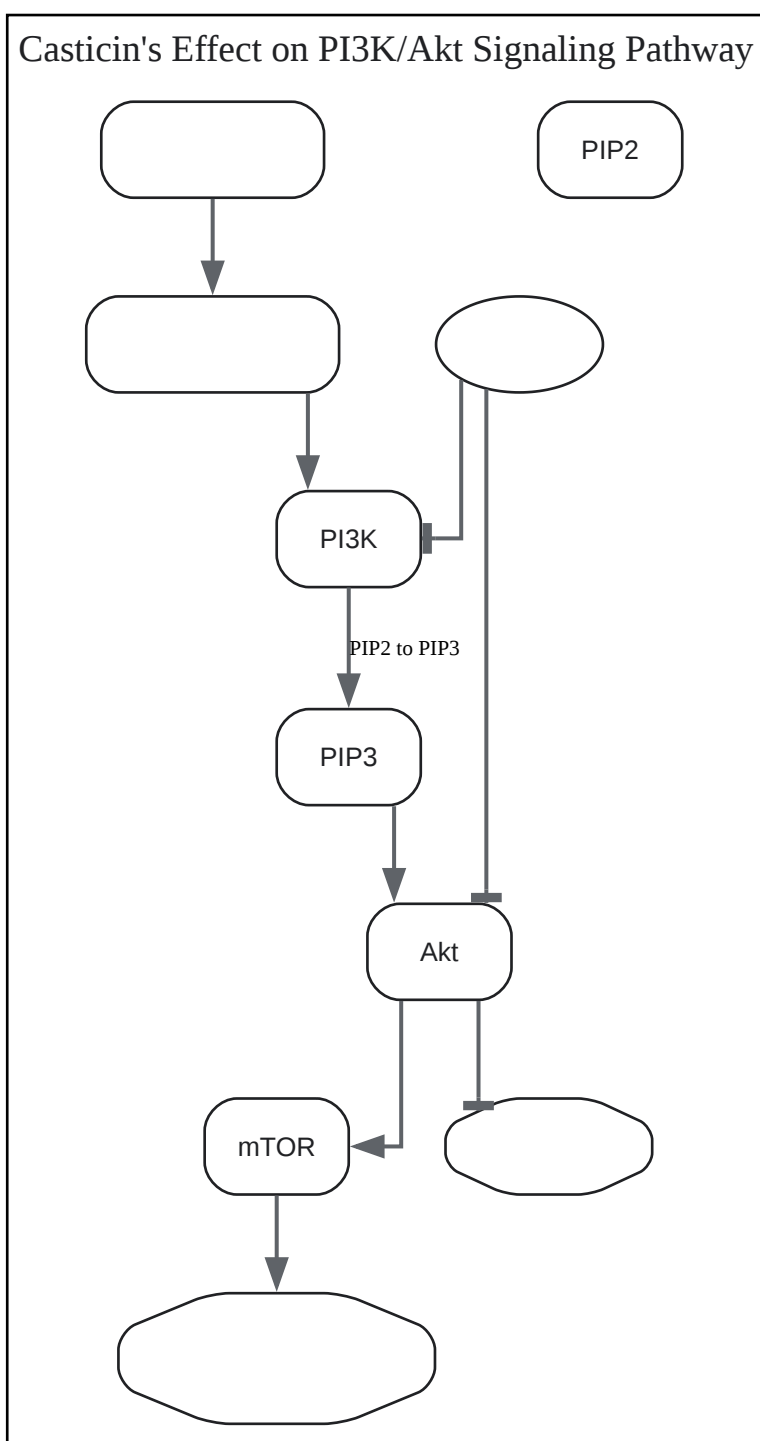 Casticin's Effect on PI3K/Akt Signaling Pathway
PIP2
PI3K
PIP2 to PIP3
PIP3
Akt
mTOR